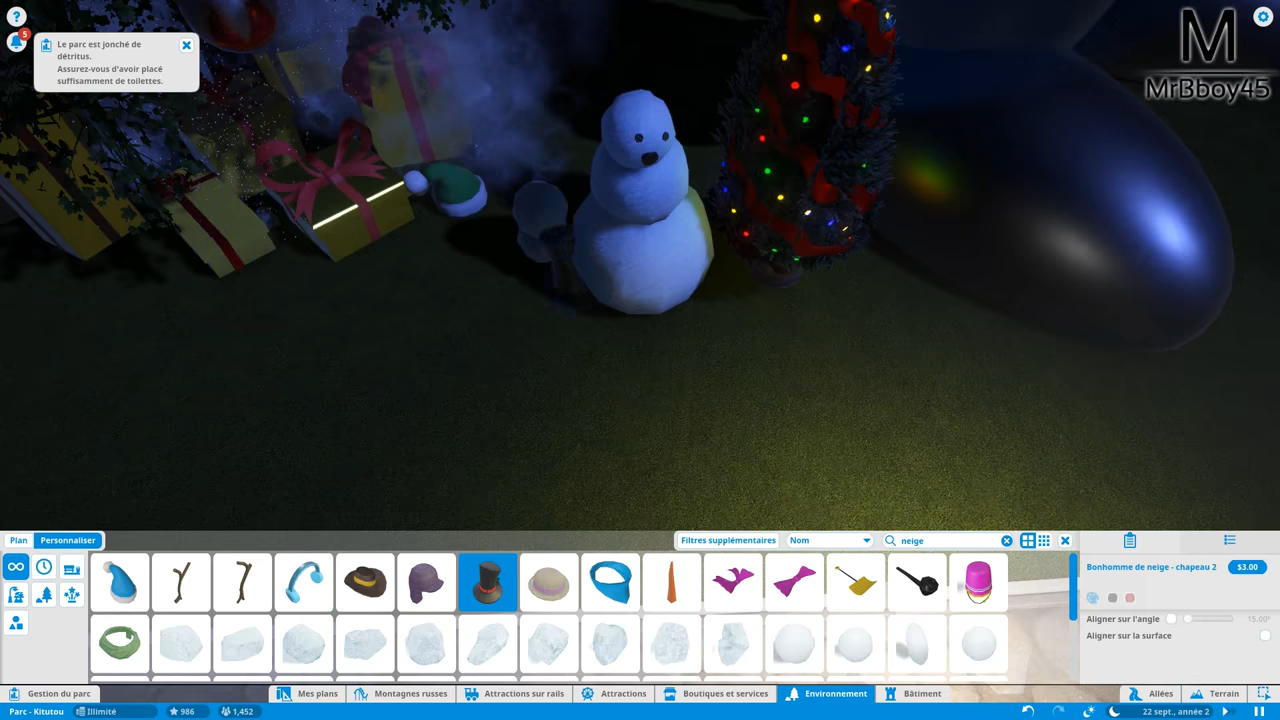 ?
5
Le parc est jonché de
détritus.
Assurez-vous d'avoir placé
suffisamment de toilettes.
M
MrBboy45
Plan
Personnaliser
Filtres supplémentaires
Nom
neige
Bonhomme de neige - chapeau 2
$3.00
Aligner sur l'angle
15.00°
Aligner sur la surface
Gestion du parc
Mes plans
Montagnes russes
Attractions sur rails
Attractions
Boutiques et services
Environnement
Bâtiment
Allées
Terrain
Parc - Kitutou
Illimité
986
1,452
22 sept., année 2